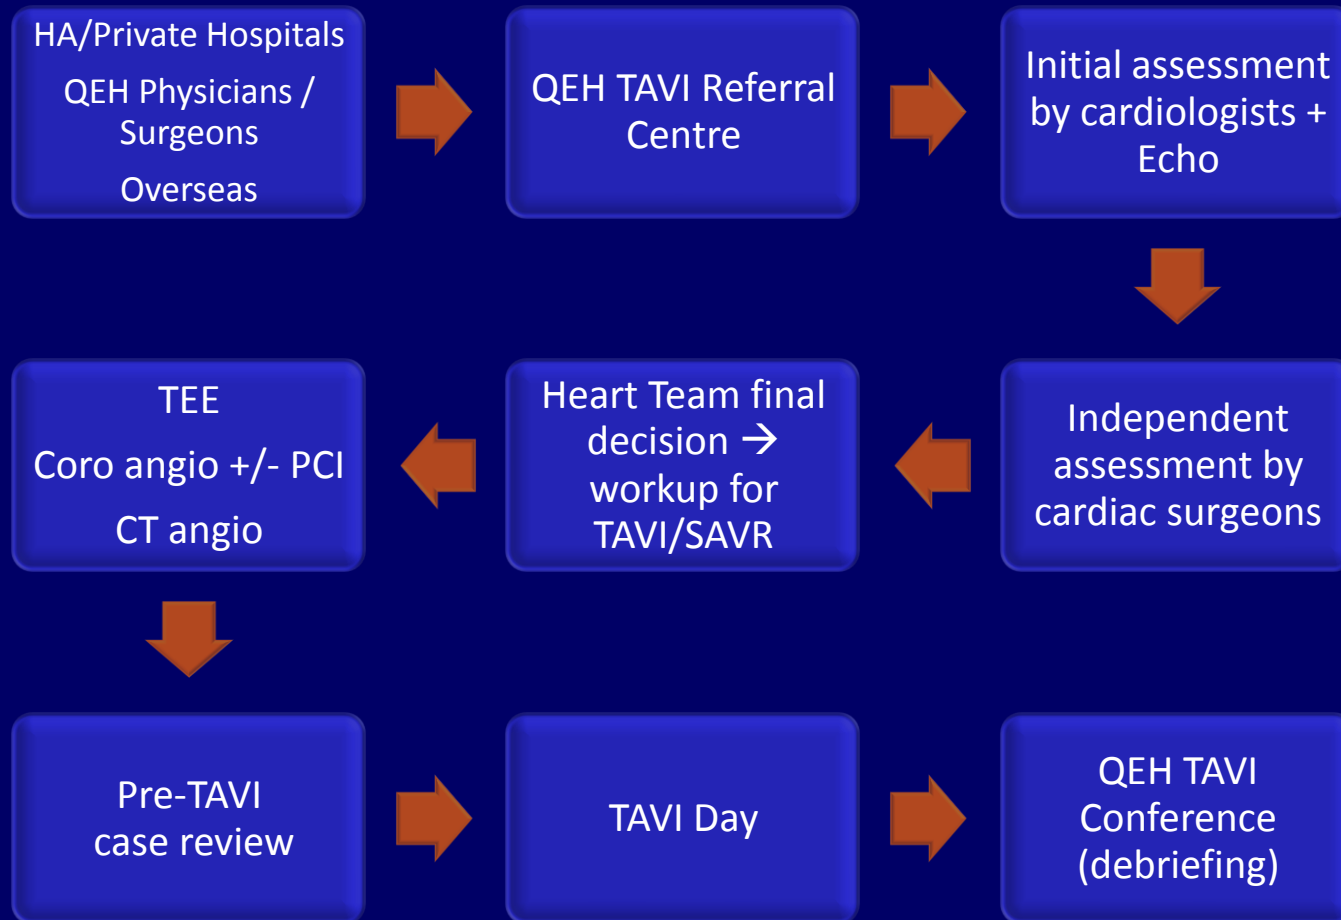 HA/Private Hospitals
QEH Physicians /
Surgeons
Overseas
QEH TAVI Referral
Centre
Initial assessment
by cardiologists +
Echo
Independent
assessment by
cardiac surgeons
Heart Team final
decision →
workup for
TAVI/SAVR
TEE
Coro angio +/- PCI
CT angio
Pre-TAVI
case review
TAVI Day
QEH TAVI
Conference
(debriefing)